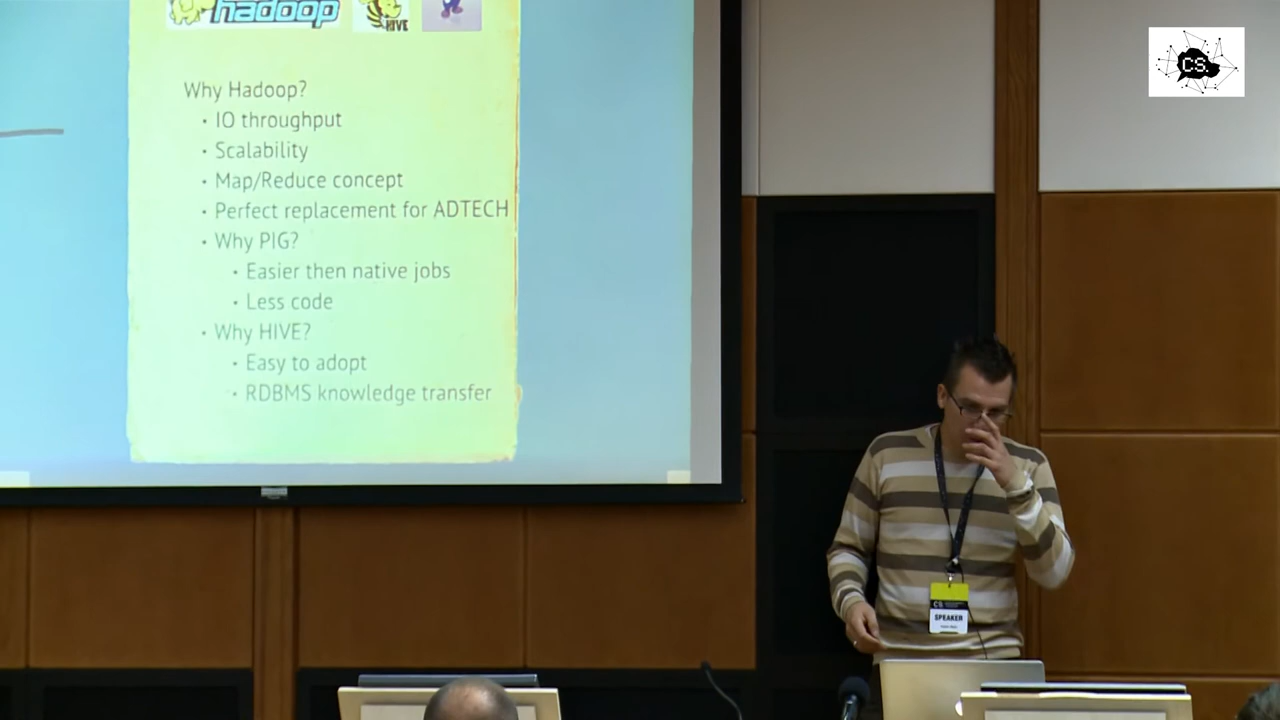 hadoop
HIVE
CS.
Why Hadoop?
• IO throughput
• Scalability
• Map/Reduce concept
• Perfect replacement for ADTECH
• Why PIG?
• Easier then native jobs
• Less code
• Why HIVE?
• Easy to adopt
• RDBMS knowledge transfer
CS.
SPEAKER